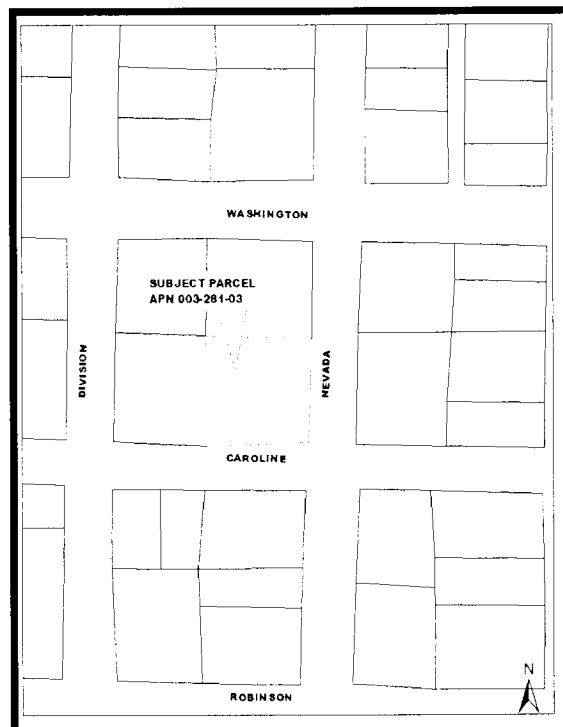 WASHINGTON
SUBJECT PARCEL
APN 003-281-03
DIVISION
NEVADA
CAROLINE
ROBINSON
N